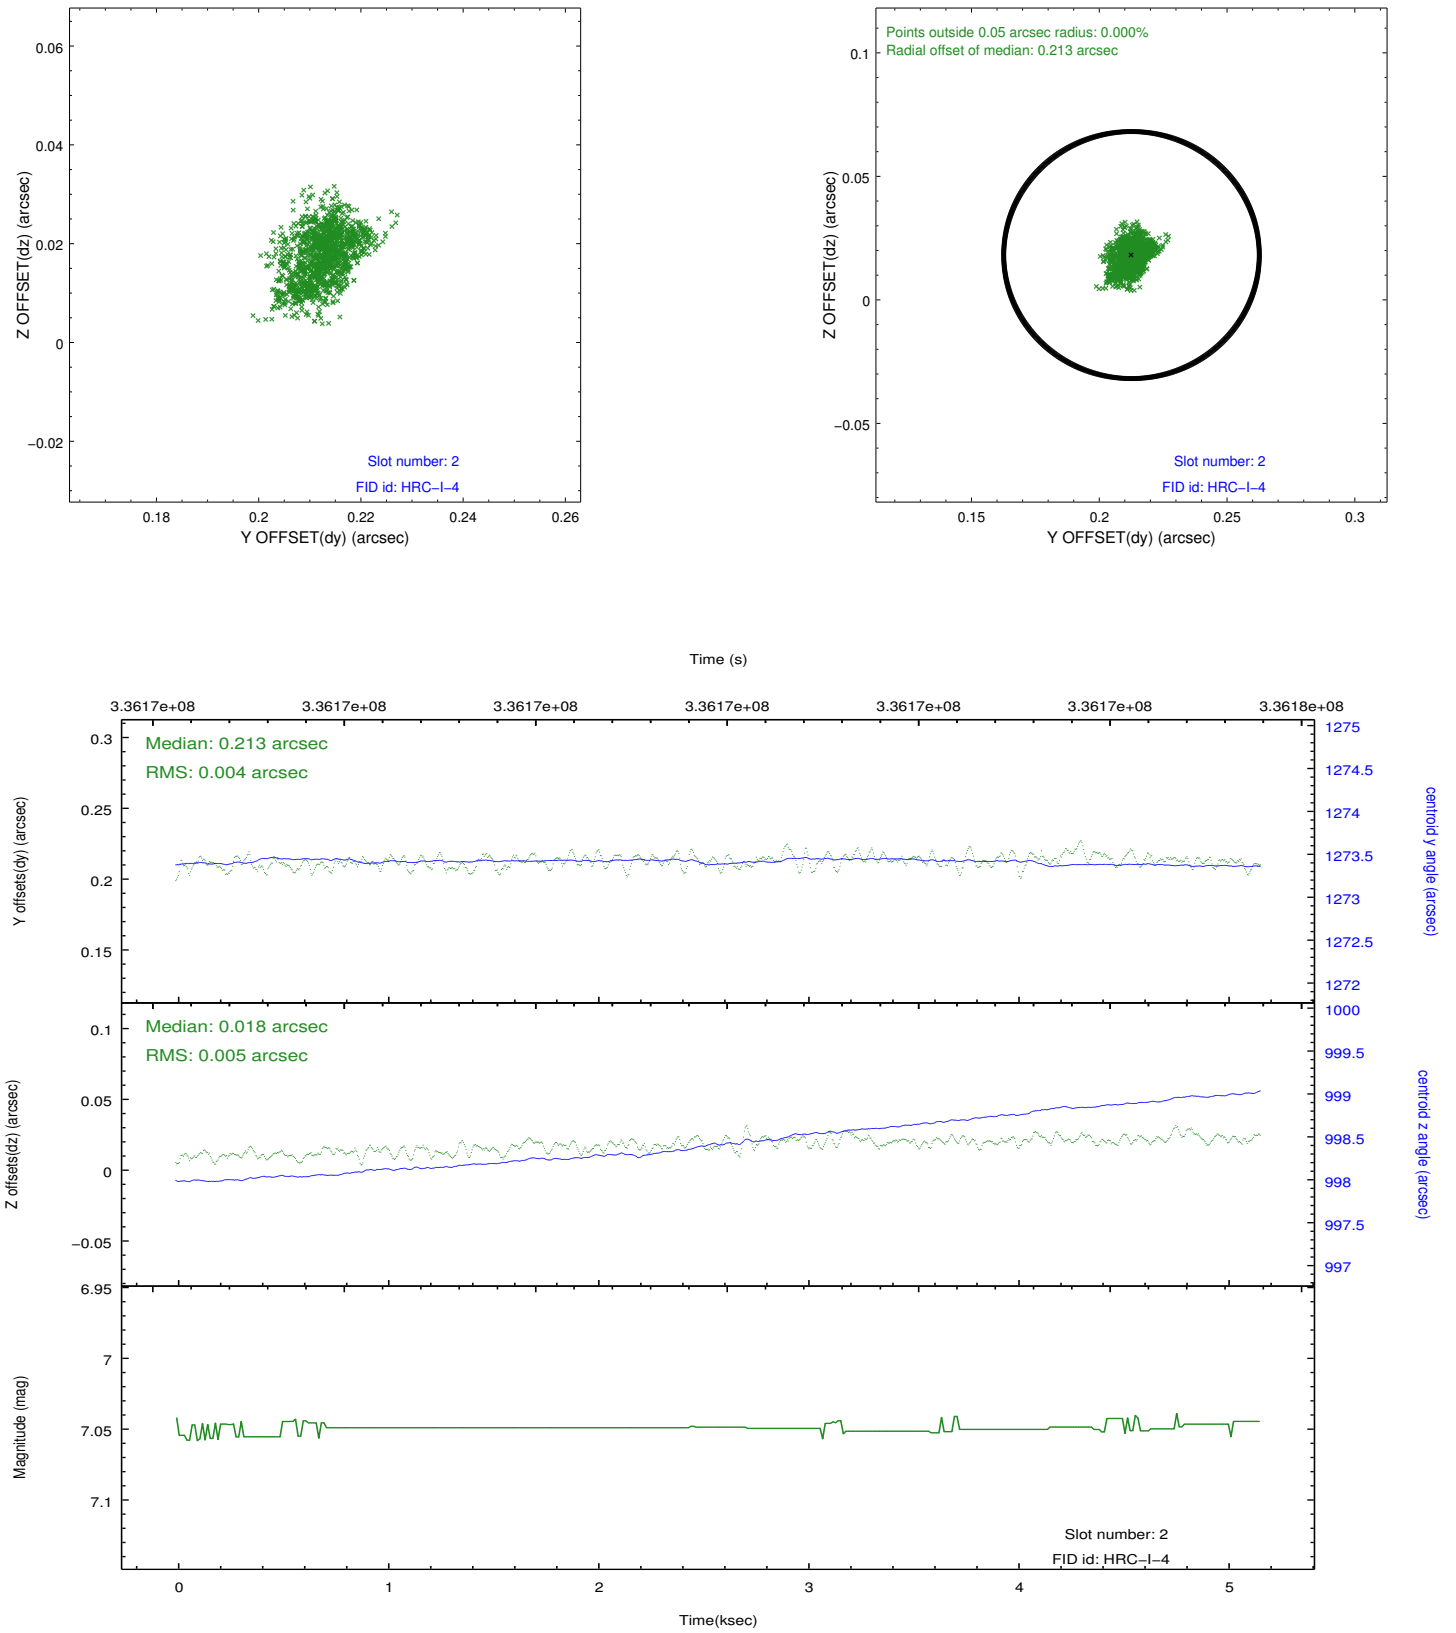 0.06
0.04
0.02
0
−0.02
Z OFFSET(dz) (arcsec)
Slot number: 2
FID id: HRC−I−4
0.18
0.2
0.22
0.24
0.26
Y OFFSET(dy) (arcsec)
Points outside 0.05 arcsec radius: 0.000%
Radial offset of median: 0.213 arcsec
0.1
0.05
0
−0.05
Z OFFSET(dz) (arcsec)
Slot number: 2
FID id: HRC−I−4
0.15
0.2
0.25
0.3
Y OFFSET(dy) (arcsec)
Time (s)
3.3617e+08
3.3617e+08
3.3617e+08
3.3617e+08
3.3617e+08
3.3617e+08
3.3618e+08
Median: 0.213 arcsec
RMS: 0.004 arcsec
0.3
0.25
0.2
0.15
Y offsets(dy) (arcsec)
1275
1274.5
1274
1273.5
1273
1272.5
1272
centroid y angle (arcsec)
Median: 0.018 arcsec
RMS: 0.005 arcsec
0.1
0.05
0
−0.05
Z offsets(dz) (arcsec)
1000
999.5
999
998.5
998
997.5
997
centroid z angle (arcsec)
6.95
7
7.05
7.1
Magnitude (mag)
Slot number: 2
FID id: HRC−I−4
0
1
2
3
4
5
Time(ksec)